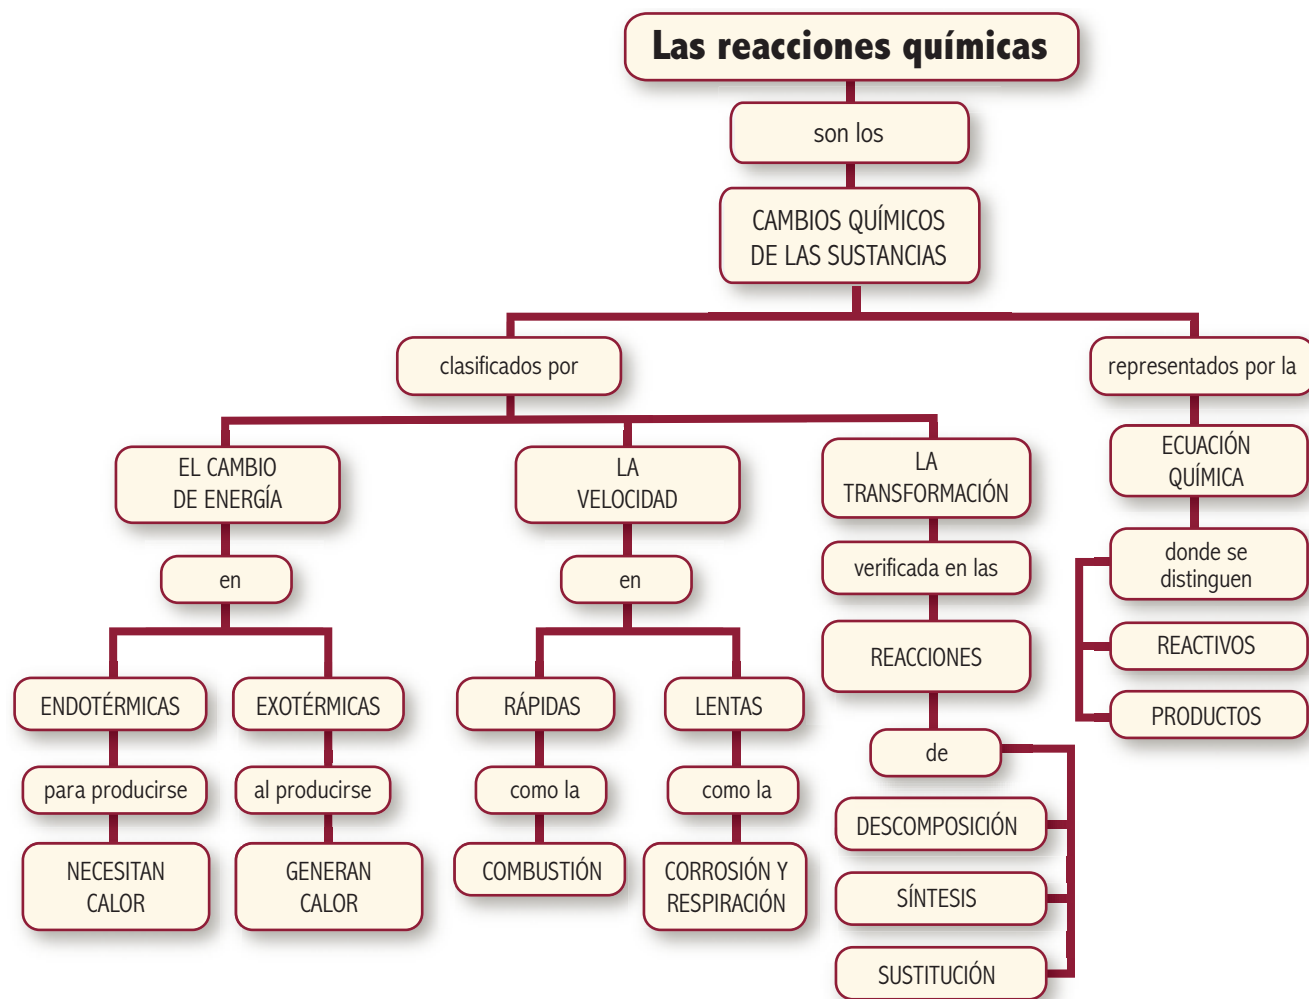 Las reacciones químicas
son los
CAMBIOS QUÍMICOS
DE LAS SUSTANCIAS
clasificados por
EL CAMBIO
DE ENERGÍA
en
ENDOTÉRMICAS
para producirse
NECESITAN
CALOR
EXOTÉRMICAS
al producirse
GENERAN
CALOR
LA
VELOCIDAD
en
RÁPIDAS
como la
COMBUSTIÓN
LENTAS
como la
CORROSIÓN Y
RESPIRACIÓN
LA
TRANSFORMACIÓN
verificada en las
REACCIONES
de
DESCOMPOSICIÓN
SÍNTESIS
SUSTITUCIÓN
representados por la
ECUACIÓN
QUÍMICA
donde se
distinguen
REACTIVOS
PRODUCTOS